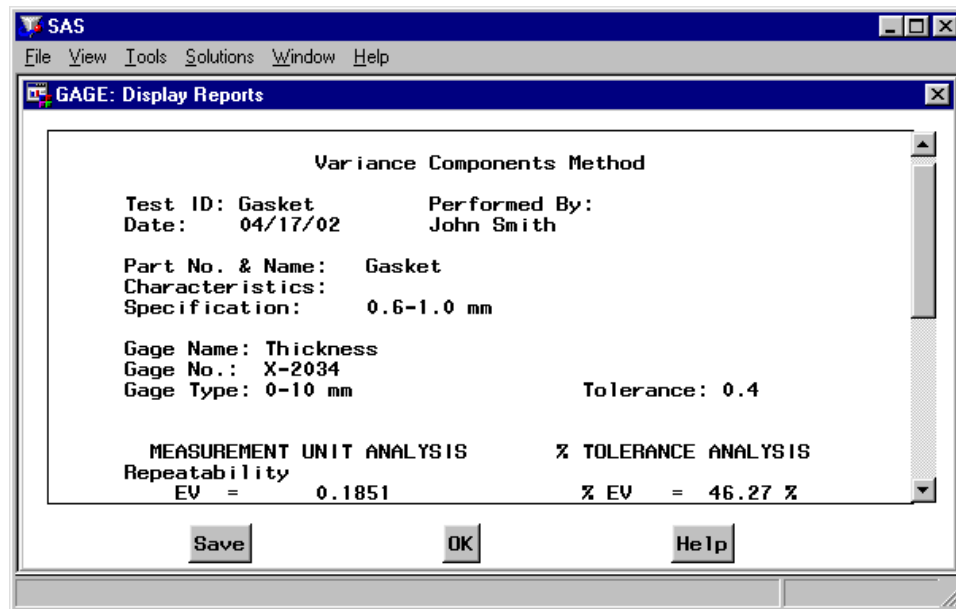 SAS
File View Tools Solutions Window Help
GAGE: Display Reports
Variance Components Method
Test ID: Gasket Performed By:
Date: 04/17/02 John Smith
Part No. & Name: Gasket
Characteristics:
Specification: 0.6-1.0 mm
Gage Name: Thickness
Gage No.: X-2034
Gage Type: 0-10 mm Tolerance: 0.4
MEASUREMENT UNIT ANALYSIS % TOLERANCE ANALYSIS
Repeatability
EV = 0.1851 % EV = 46.27 %
Save OK Help